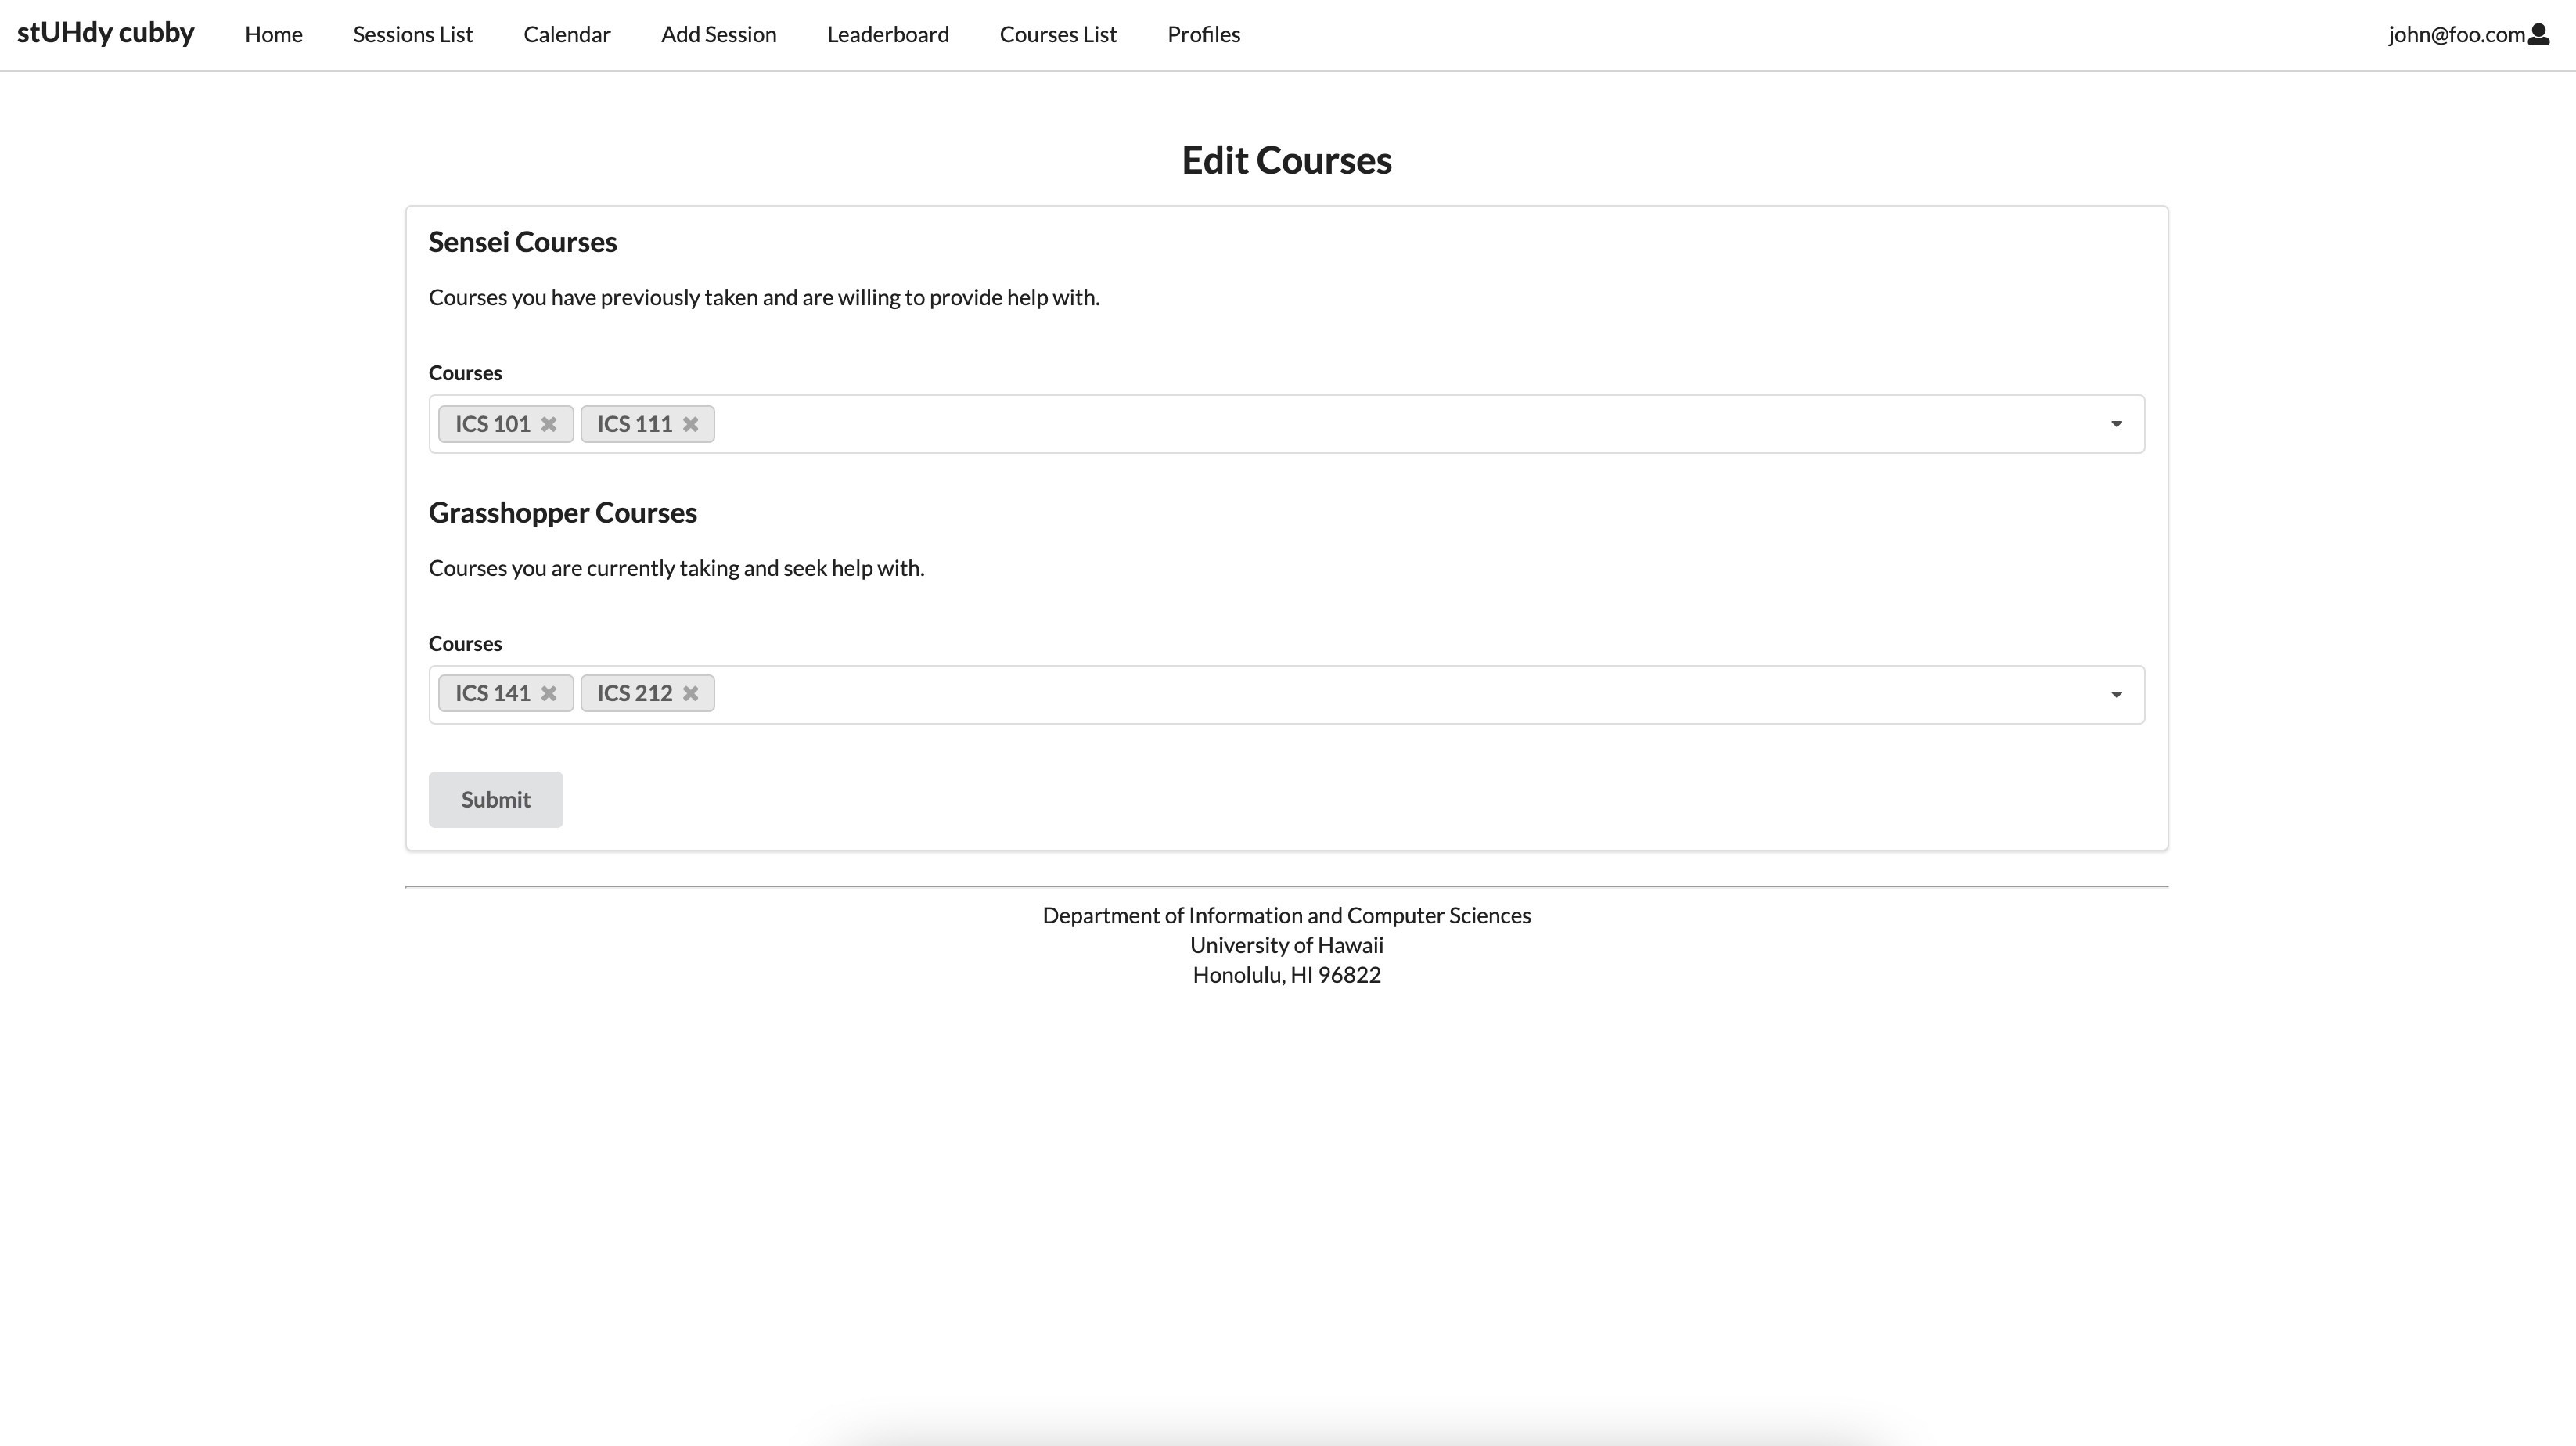 stUHdy cubby Home Sessions List Calendar Add Session Leaderboard Courses List Profiles john@foo.com
Edit Courses
Sensei Courses
Courses you have previously taken and are willing to provide help with.
Courses
ICS 101 ICS 111
Grasshopper Courses
Courses you are currently taking and seek help with.
Courses
ICS 141 ICS 212
Submit
Department of Information and Computer Sciences
University of Hawaii
Honolulu, HI 96822